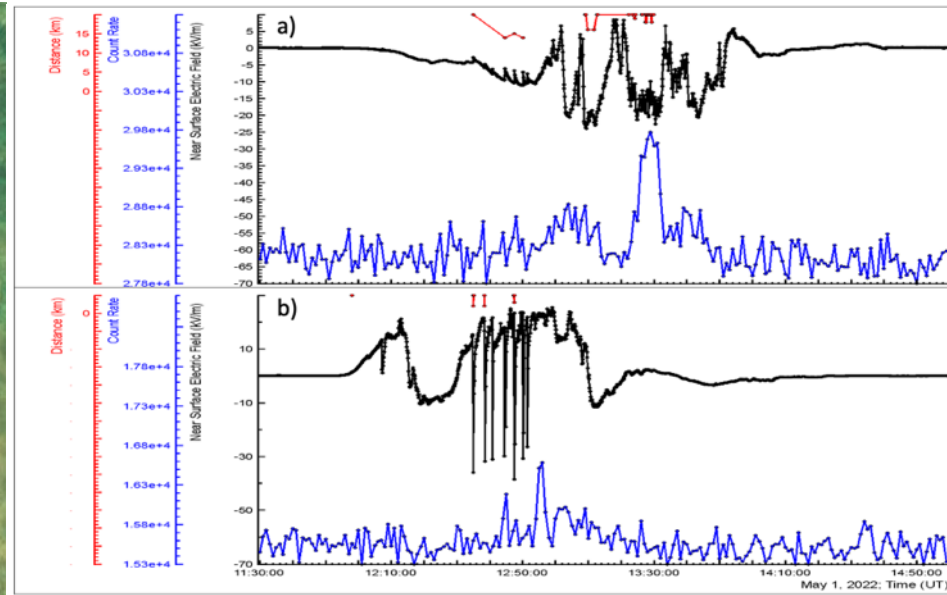 a)
Distance (km)
15
10
5
0
Count Rate
3.08e+4
3.03e+4
2.98e+4
2.93e+4
2.88e+4
2.83e+4
2.78e+4
Near Surface Electric Field (kV/m)
5
0
-5
-10
-15
-20
-25
-30
-35
-40
-45
-50
-55
-60
-65
-70
b)
Distance (km)
0
Count Rate
1.78e+4
1.73e+4
1.68e+4
1.63e+4
1.58e+4
1.53e+4
Near Surface Electric Field (kV/m)
10
-10
-30
-50
-70
11:30:00 12:10:00 12:50:00 13:30:00 14:10:00 14:50:00
May 1, 2022; Time (UT)